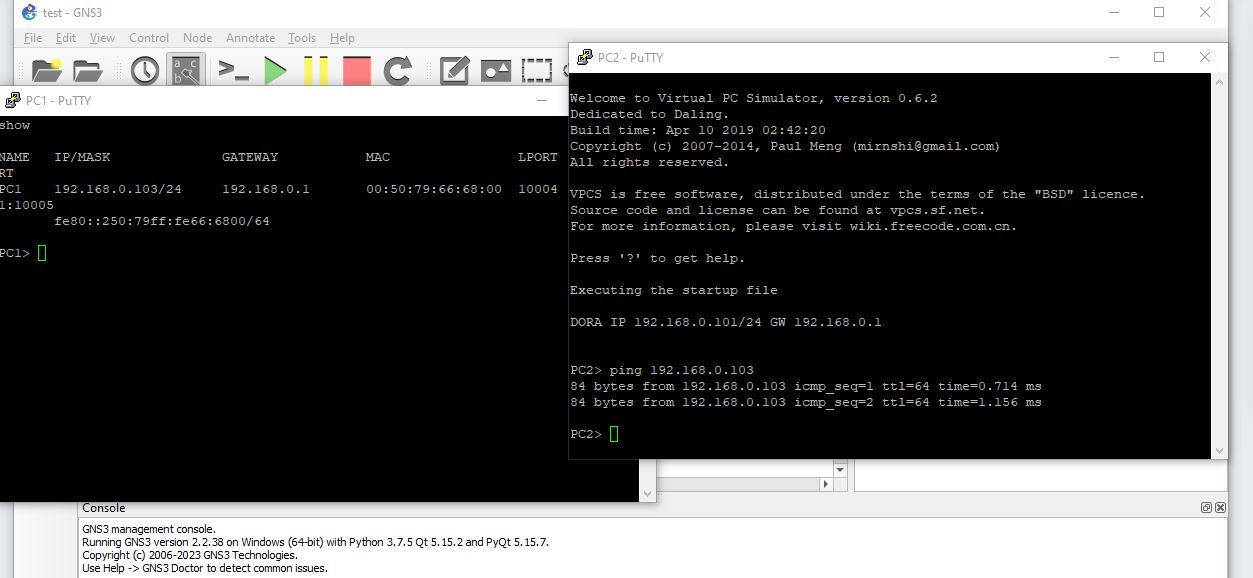 test - GNS3
File Edit View Control Node Annotate Tools Help
PC1 - PuTTY
show
NAME IP/MASK GATEWAY MAC LPORT
RT
PC1 192.168.0.103/24 192.168.0.1 00:50:79:66:68:00 10004
1:10005
fe80::250:79ff:fe66:6800/64
PC1>
PC2 - PuTTY
Welcome to Virtual PC Simulator, version 0.6.2
Dedicated to Daling.
Build time: Apr 10 2019 02:42:20
Copyright (c) 2007-2014, Paul Meng (mirnshi@gmail.com)
All rights reserved.
VPCS is free software, distributed under the terms of the "BSD" licence.
Source code and license can be found at vpcs.sf.net.
For more information, please visit wiki.freecode.com.cn.
Press '?' to get help.
Executing the startup file
DORA IP 192.168.0.101/24 GW 192.168.0.1
PC2> ping 192.168.0.103
84 bytes from 192.168.0.103 icmp_seq=1 ttl=64 time=0.714 ms
84 bytes from 192.168.0.103 icmp_seq=2 ttl=64 time=1.156 ms
PC2>
Console
GNS3 management console.
Running GNS3 version 2.2.38 on Windows (64-bit) with Python 3.7.5 Qt 5.15.2 and PyQt 5.15.7.
Copyright (c) 2006-2023 GNS3 Technologies.
Use Help -> GNS3 Doctor to detect common issues.